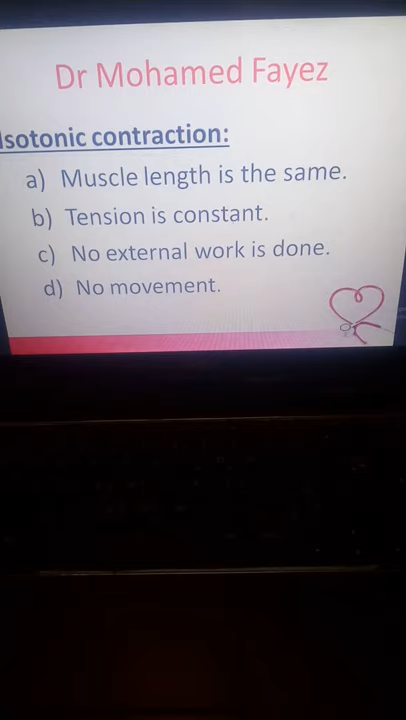 Dr Mohamed Fayez
Isotonic contraction:
a) Muscle length is the same.
b) Tension is constant.
c) No external work is done.
d) No movement.